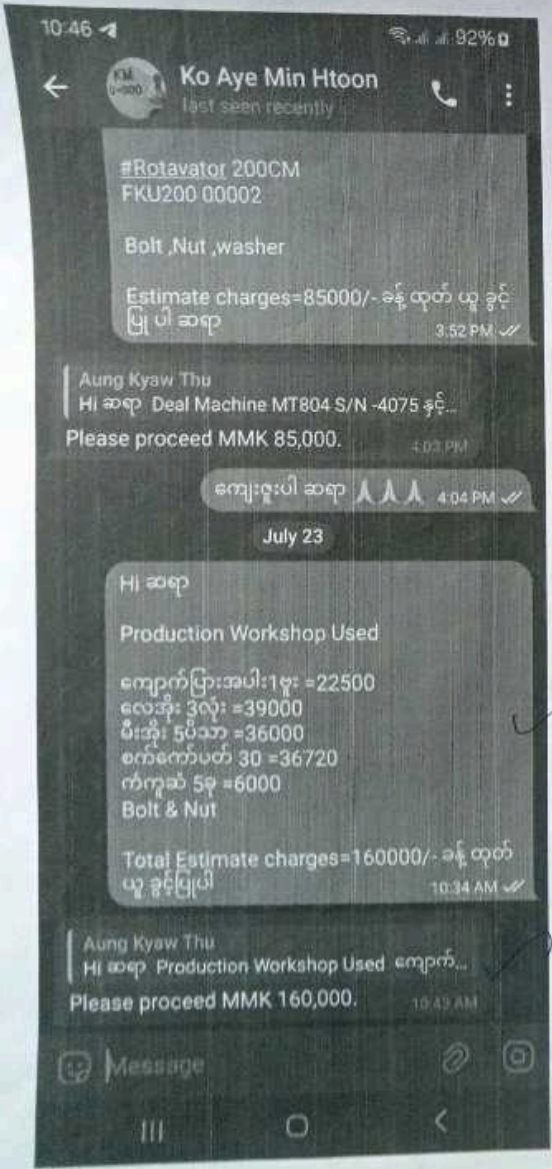 10:46
92%
Ko Aye Min Htoon
last seen recently
#Rotavator 200CM
FKU200 00002
Bolt ,Nut ,washer
Estimate charges=85000/- ခန့် ထုတ် ယူ ခွင့်
ပြု ပါ ဆရာ
3:52 PM
Aung Kyaw Thu
Hi ဆရာ Deal Machine MT804 S/N -4075 နှင့်...
Please proceed MMK 85,000.
4:03 PM
ကျေးဇူးပါ ဆရာ 🙏🙏🙏 4:04 PM
July 23
Hi ဆရာ
Production Workshop Used
ကျောက်ပြားအပါး1ဗူး =22500
လေအိုး 3လုံး =39000
မီးအိုး 5ပိဿာ =36000
စက်ကော်ပတ် 30 =36720
ကံကူဆံ 5ခု =6000
Bolt & Nut
Total Estimate charges=160000/- ခန့် ထုတ်
ယူ ခွင့်ပြုပါ
10:34 AM
Aung Kyaw Thu
Hi ဆရာ Production Workshop Used ကျောက်...
Please proceed MMK 160,000.
10:43 AM
Message